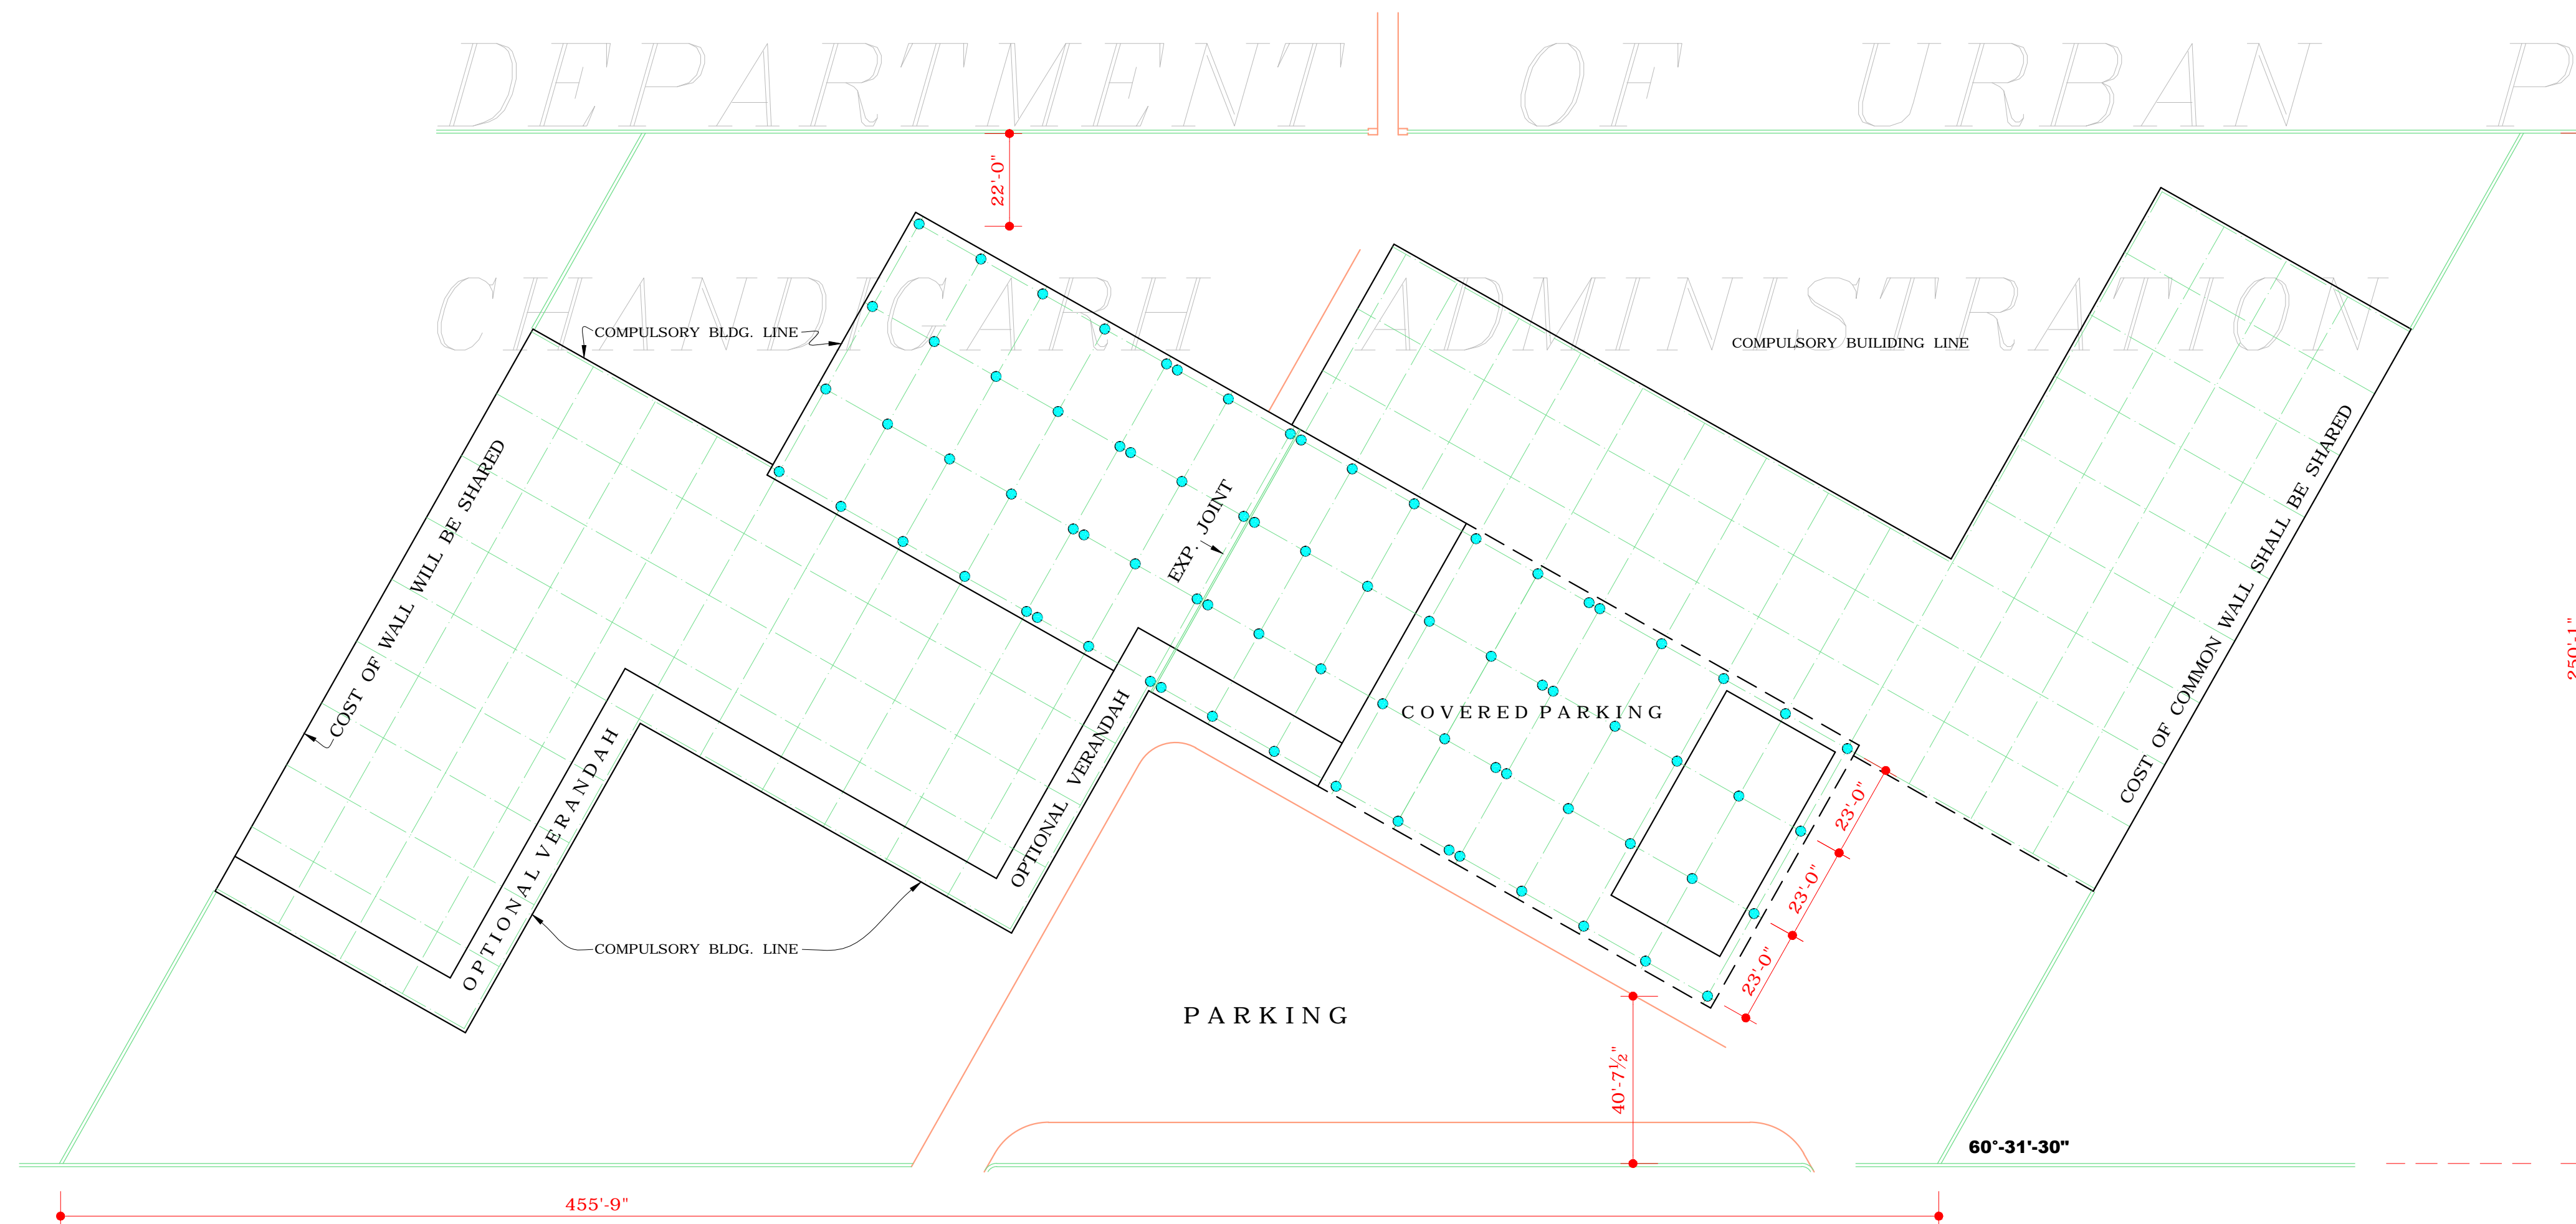 DEPARTMENT OF URBAN P
22'-0"
CHANDIGARH ADMINISTRATION
COMPULSORY BLDG. LINE
COMPULSORY BUILIDING LINE
COST OF WALL WILL BE SHARED
EXP. JOINT
COST OF COMMON WALL SHALL BE SHARED
250'-1"
OPTIONAL VERANDAH
OPTIONAL VERANDAH
COVERED PARKING
23'-0"
23'-0"
23'-0"
COMPULSORY BLDG. LINE
PARKING
40'-7½"
60°-31'-30"
455'-9"